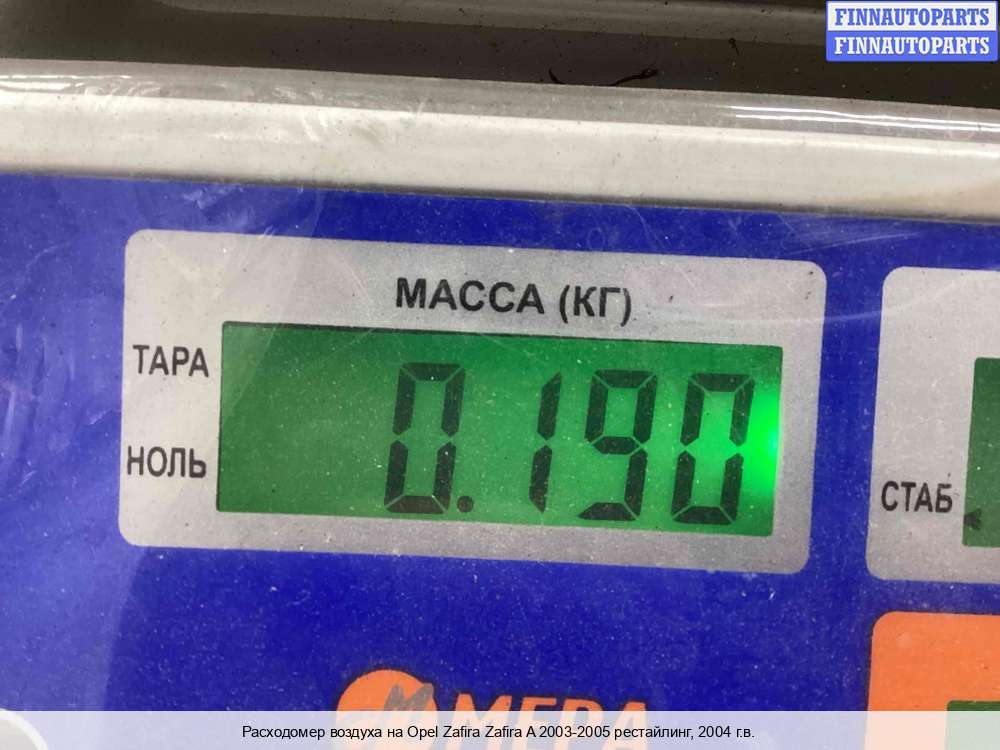 FINNAUTOPARTS
FINNAUTOPARTS
МАССА (КГ)
ТАРА
0.190
НОЛЬ
СТАБ
МЕРА
Расходомер воздуха на Opel Zafira Zafira A 2003-2005 рестайлинг, 2004 г.в.